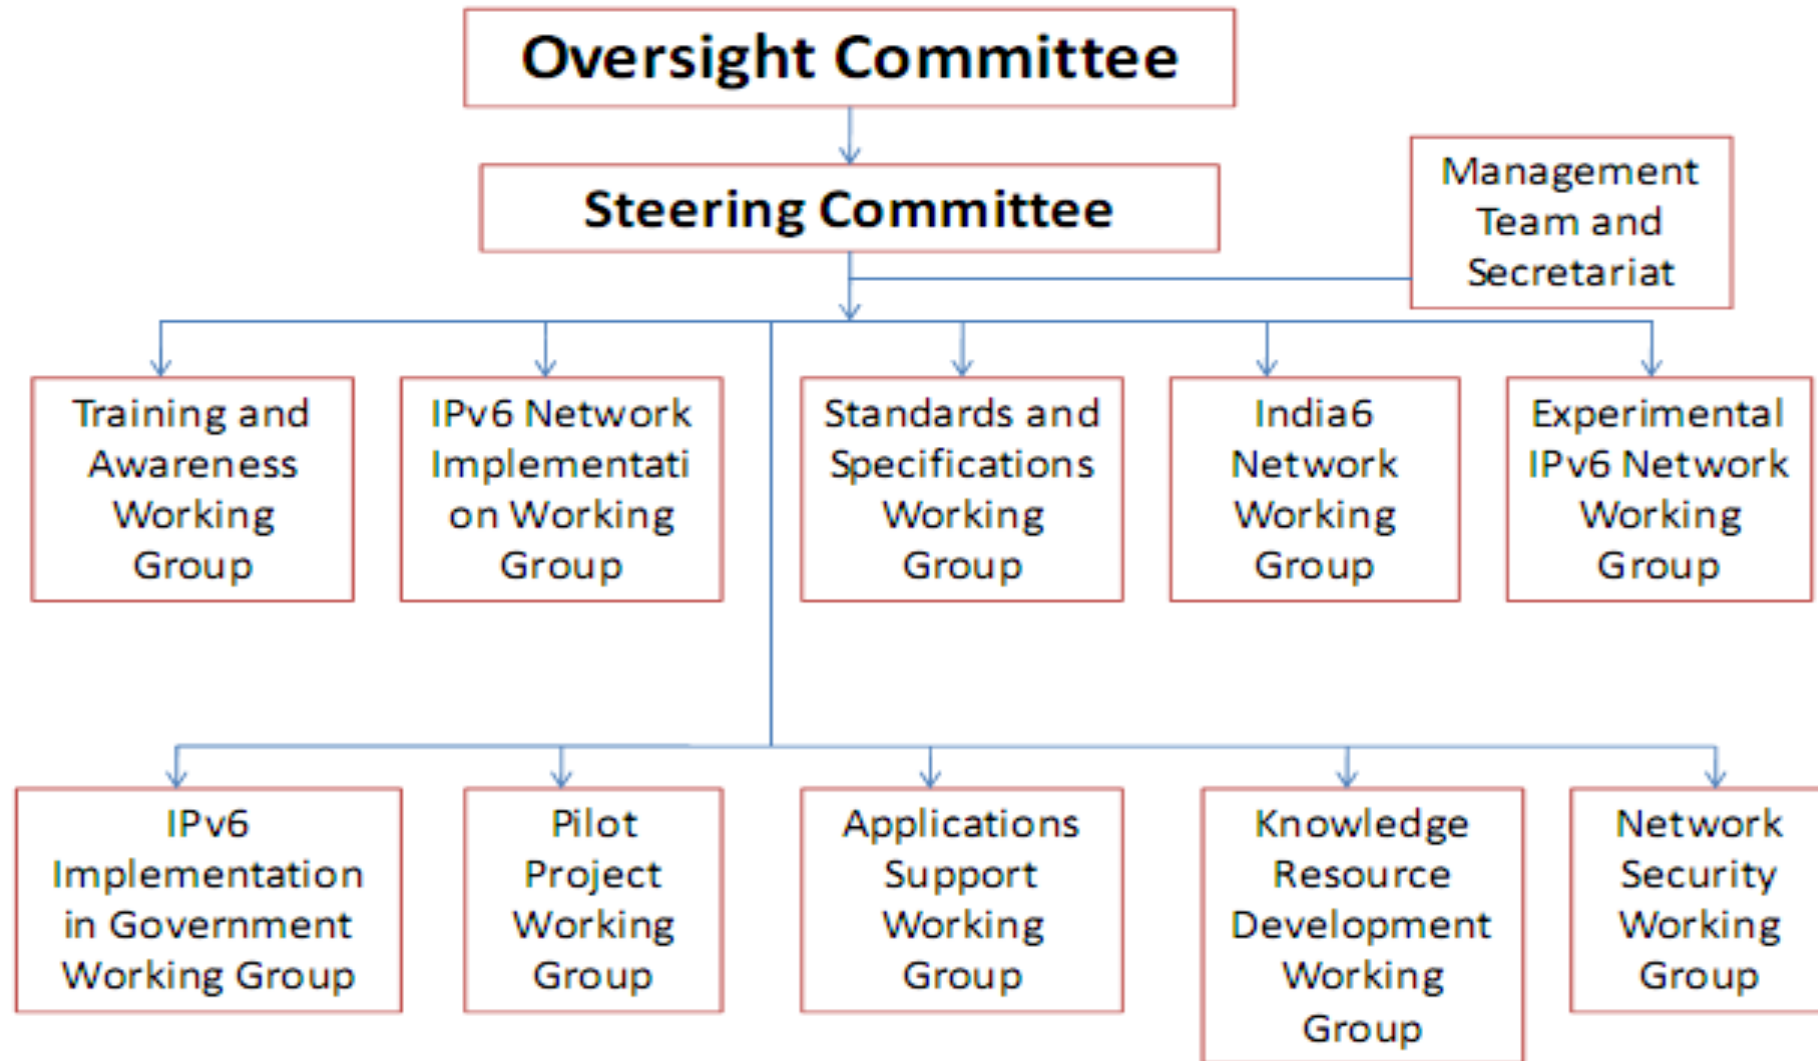 Oversight Committee
Steering Committee
Management
Team and
Secretariat
Training and
Awareness
Working
Group
IPv6 Network
Implementati
on Working
Group
Standards and
Specifications
Working
Group
India6
Network
Working
Group
Experimental
IPv6 Network
Working
Group
IPv6
Implementation
in Government
Working Group
Pilot
Project
Working
Group
Applications
Support
Working
Group
Knowledge
Resource
Development
Working
Group
Network
Security
Working
Group